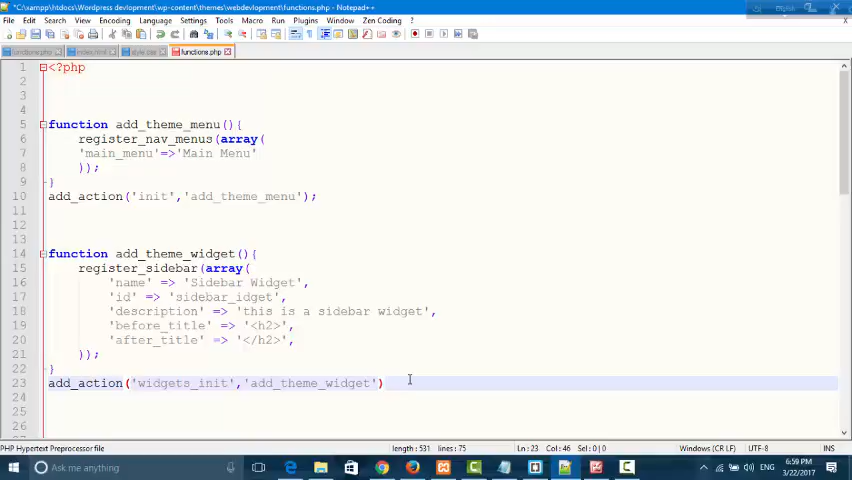 *C:\xampp\htdocs\Wordpress devlopment\wp-content\themes\webdevelopment\functions.php - Notepad++
English
File Edit Search View Encoding Language Settings Tools Macro Run Plugins Window Zen Coding ?
X
functions.php index.html style.css functions.php
1 <?php
2
3
4
5 function add_theme_menu(){
6 register_nav_menus(array(
7 'main_menu'=>'Main Menu'
8 ));
9 }
10 add_action('init','add_theme_menu');
11
12
13
14 function add_theme_widget(){
15 register_sidebar(array(
16 'name' => 'Sidebar Widget',
17 'id' => 'sidebar_idget',
18 'description' => 'this is a sidebar widget',
19 'before_title' => '<h2>',
20 'after_title' => '</h2>',
21 ));
22 }
23 add_action('widgets_init','add_theme_widget')
24
25
26
PHP Hypertext Preprocessor file length : 531 lines : 75 Ln : 23 Col : 46 Sel : 0 | 0 Windows (CR LF) UTF-8 INS
Ask me anything
ENG
6:59 PM
3/22/2017